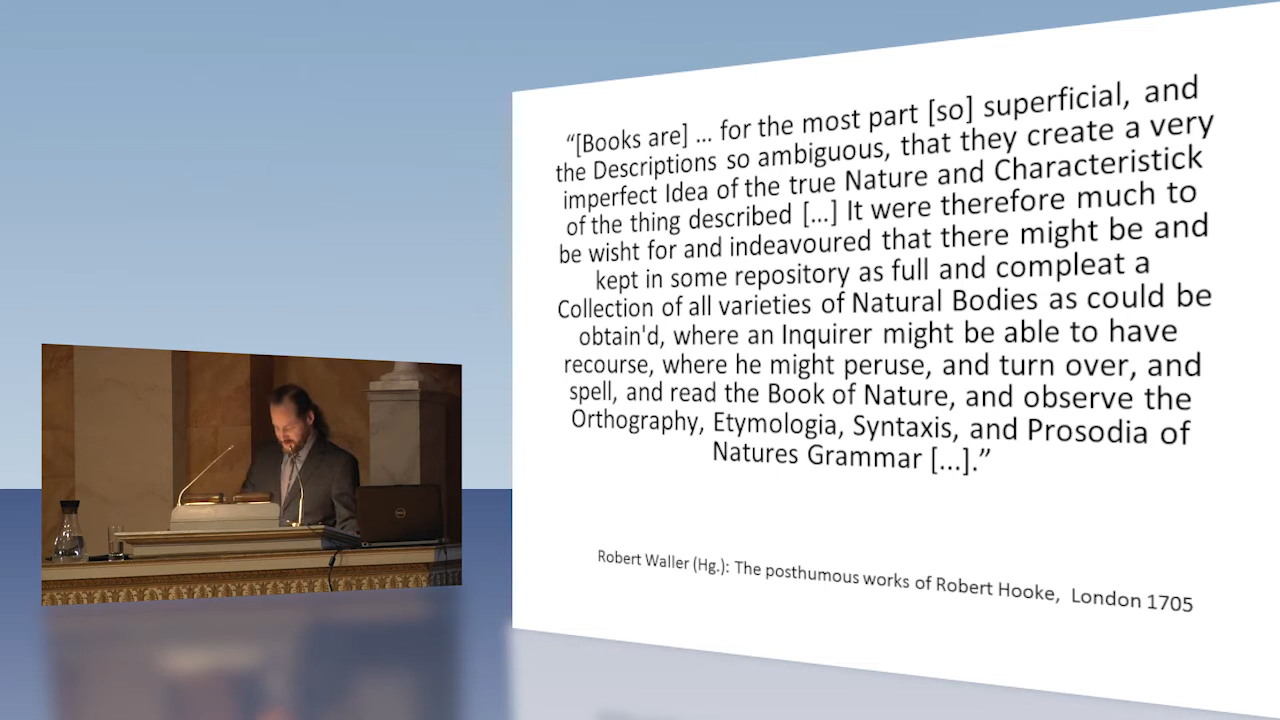 “[Books are] ... for the most part [so] superficial, and
the Descriptions so ambiguous, that they create a very
imperfect Idea of the true Nature and Characteristick
of the thing described [...] It were therefore much to
be wisht for and indeavoured that there might be and
kept in some repository as full and compleat a
Collection of all varieties of Natural Bodies as could be
obtain'd, where an Inquirer might be able to have
recourse, where he might peruse, and turn over, and
spell, and read the Book of Nature, and observe the
Orthography, Etymologia, Syntaxis, and Prosodia of
Natures Grammar [...].”
Robert Waller (Hg.): The posthumous works of Robert Hooke, London 1705
DELL